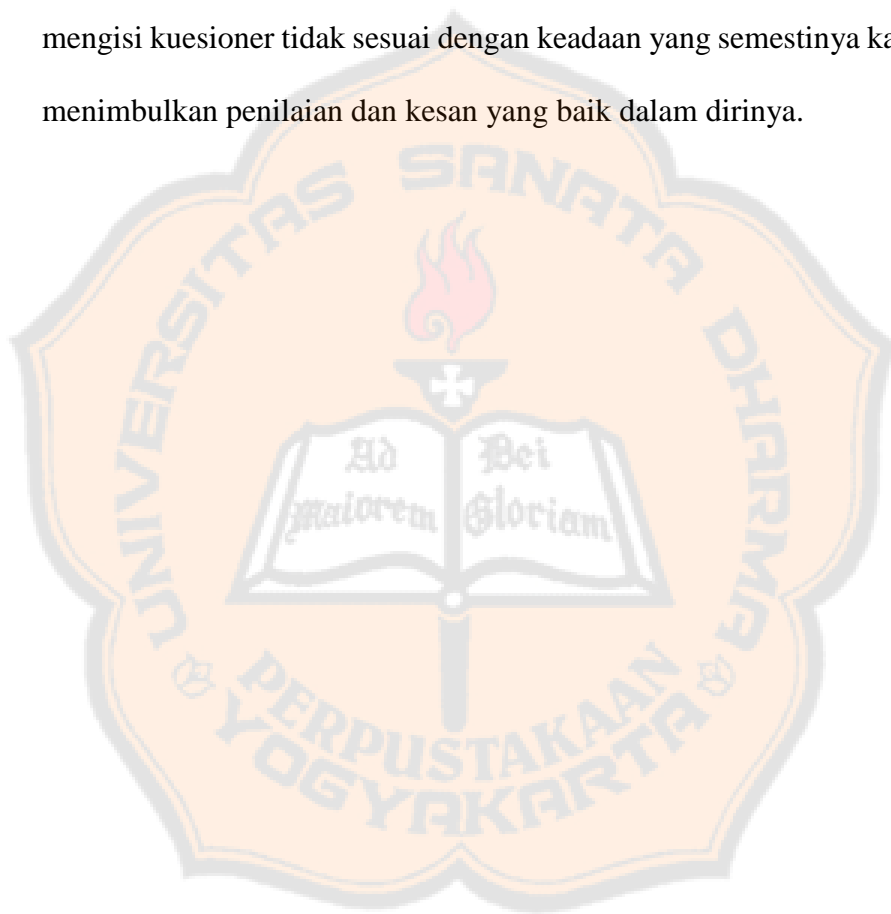 mengisi kuesioner tidak sesuai dengan keadaan yang semestinya ka
menimbulkan penilaian dan kesan yang baik dalam dirinya.
UNIVERSITAS SANATA DHARMA
Ad Dei
Maiorem Gloriam
PERPUSTAKAAN
YOGYAKARTA